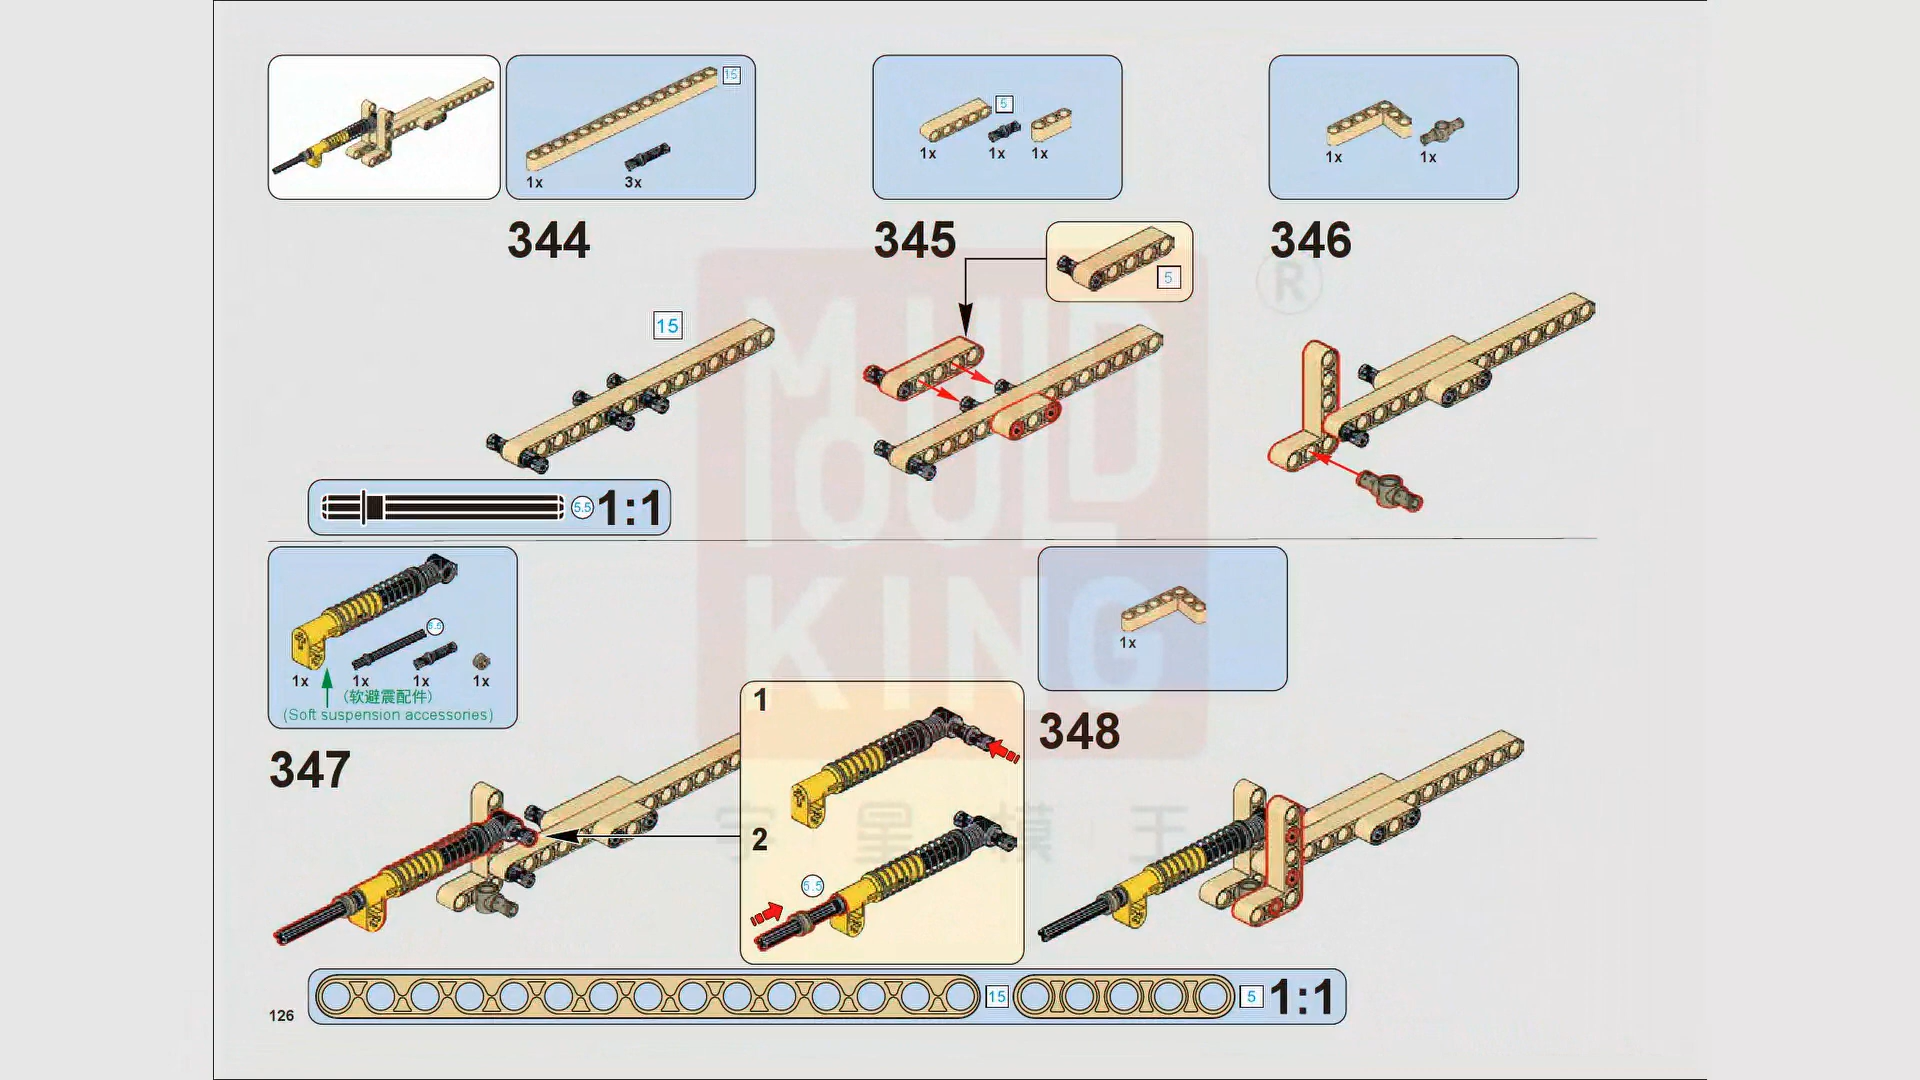 15
1x
3x
344
15
5.5
1:1
5
1x
1x
1x
345
5
1x
1x
346
®
MOULD
KING
宇星模王
5.5
1x
1x
1x
1x
(软避震配件)
(Soft suspension accessories)
347
1
2
5.5
1x
348
15
5
1:1
126